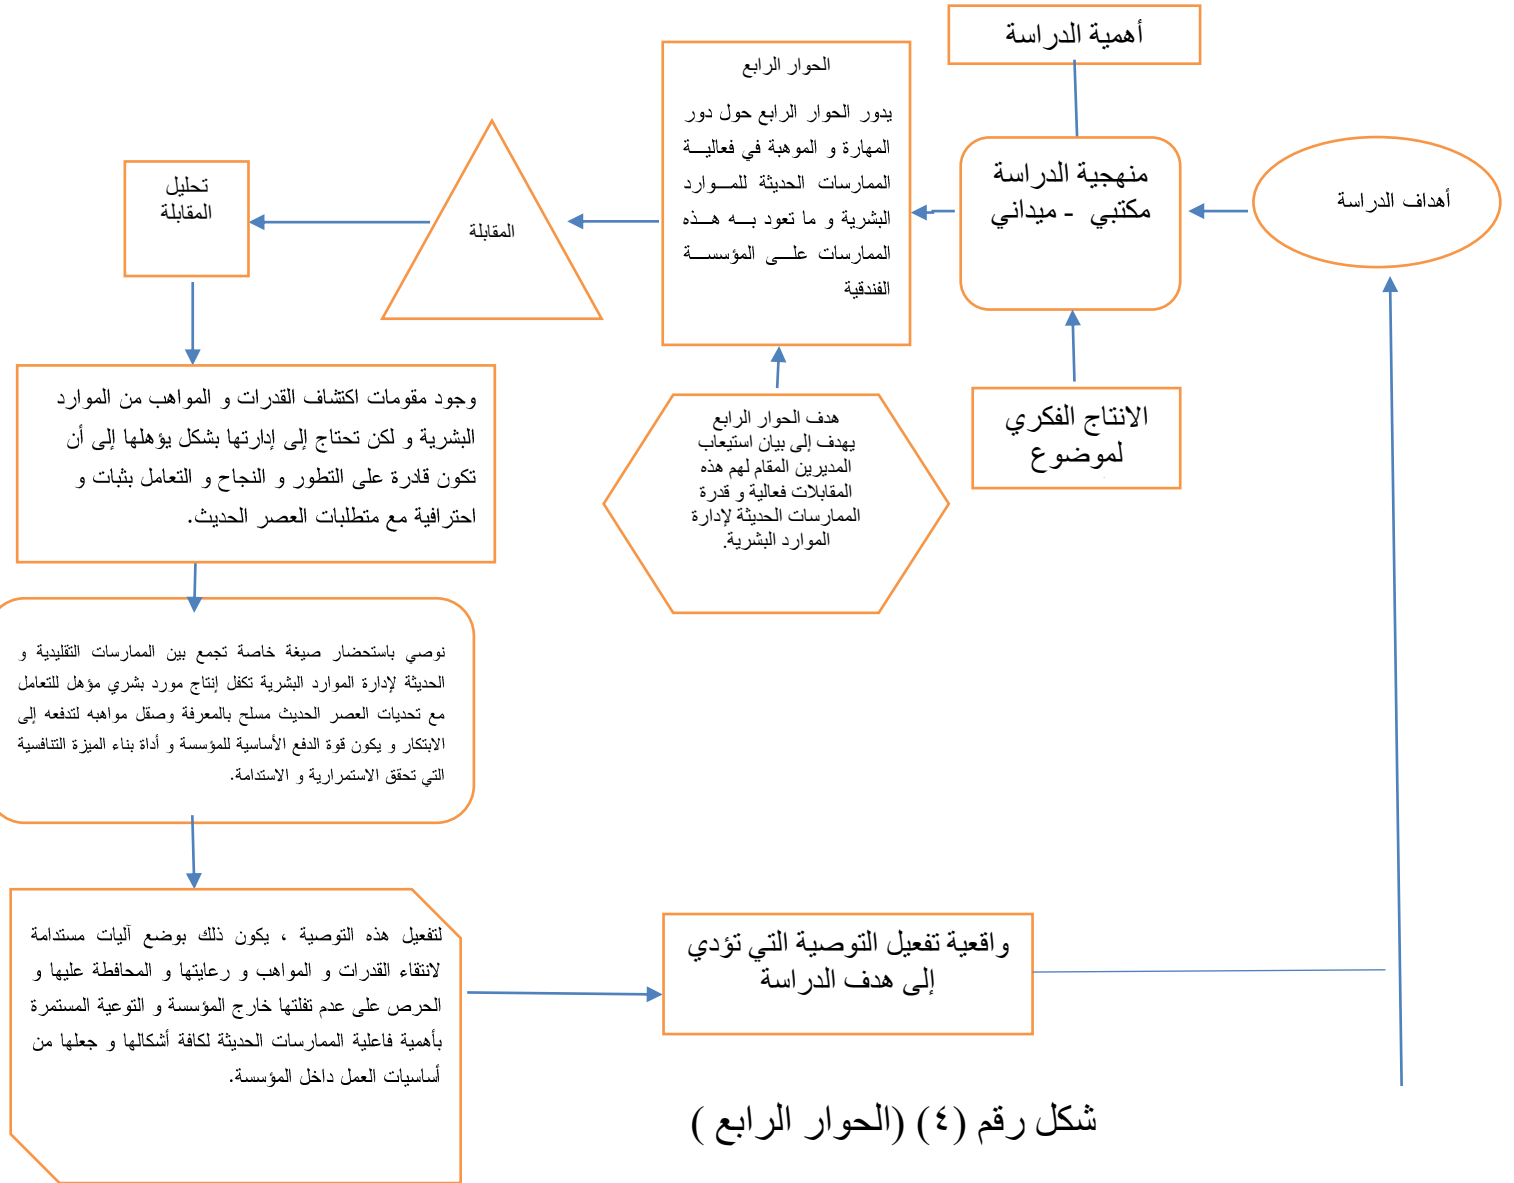 أهمية الدراسة
أهداف الدراسة
منهجية الدراسة
مكتبي - ميداني
الانتاج الفكري
لموضوع
الحوار الرابع
يدور الحوار الرابع حول دور
المهارة و الموهبة في فعالية
الممارسات الحديثة للموارد
البشرية و ما تعود به هذه
الممارسات على المؤسسة
الفندقية
هدف الحوار الرابع
يهدف إلى بيان استيعاب
المديرين المقام لهم هذه
المقابلات فعالية و قدرة
الممارسات الحديثة لإدارة
الموارد البشرية.
المقابلة
تحليل
المقابلة
وجود مقومات اكتشاف القدرات و المواهب من الموارد
البشرية و لكن تحتاج إلى إدارتها بشكل يؤهلها إلى أن
تكون قادرة على التطور و النجاح و التعامل بثبات و
احترافية مع متطلبات العصر الحديث.
نوصي باستحضار صيغة خاصة تجمع بين الممارسات التقليدية و
الحديثة لإدارة الموارد البشرية تكفل إنتاج مورد بشري مؤهل للتعامل
مع تحديات العصر الحديث مسلح بالمعرفة وصقل مواهبه لتدفعه إلى
الابتكار و يكون قوة الدفع الأساسية للمؤسسة و أداة بناء الميزة التنافسية
التي تحقق الاستمرارية و الاستدامة.
لتفعيل هذه التوصية ، يكون ذلك بوضع آليات مستدامة
لانتقاء القدرات و المواهب و رعايتها و المحافطة عليها و
الحرص على عدم تفلتها خارج المؤسسة و التوعية المستمرة
بأهمية فاعلية الممارسات الحديثة لكافة أشكالها و جعلها من
أساسيات العمل داخل المؤسسة.
واقعية تفعيل التوصية التي تؤدي
إلى هدف الدراسة
شكل رقم (٤) (الحوار الرابع )